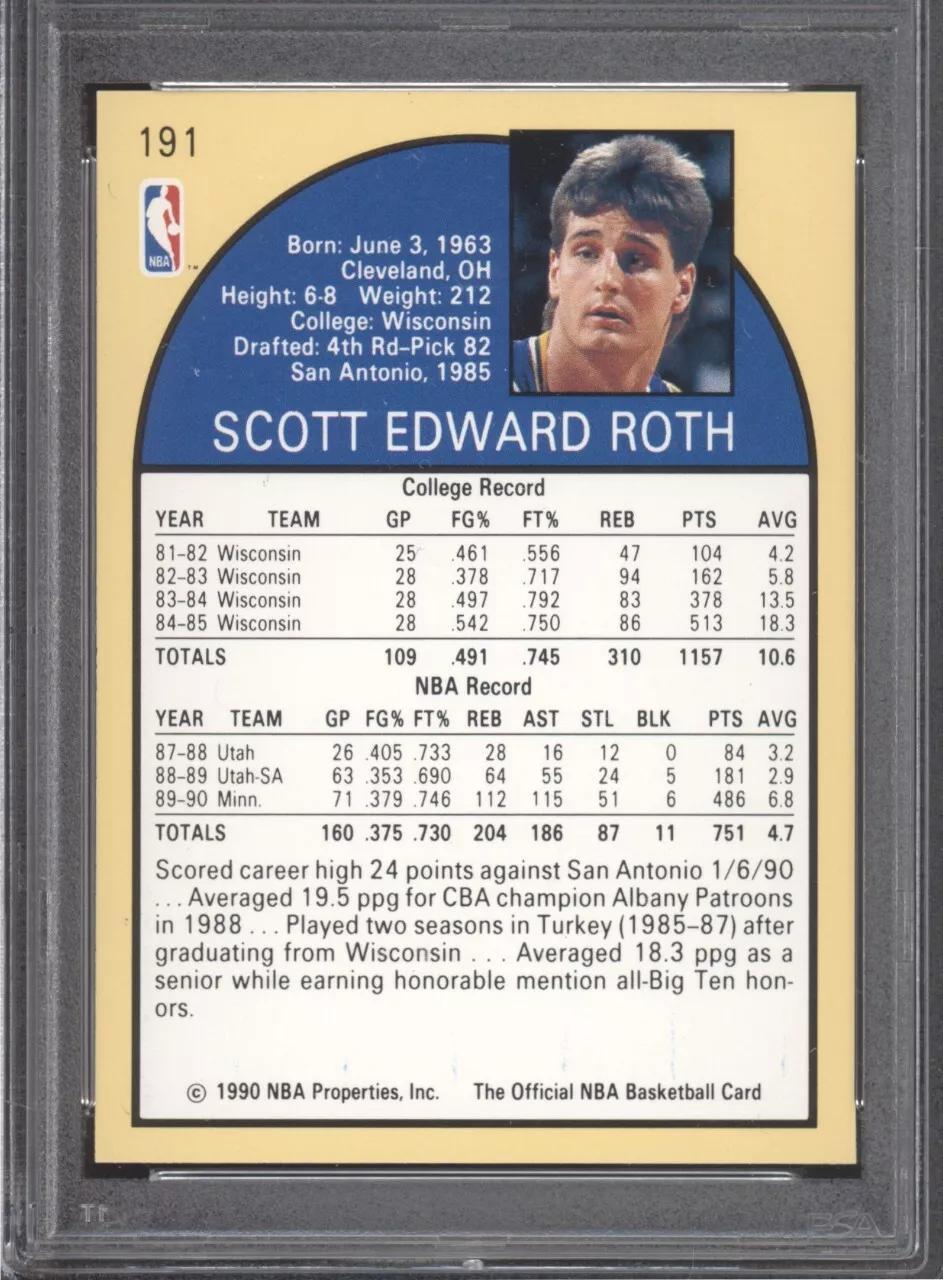 191
NBA
™
Born: June 3, 1963
Cleveland, OH
Height: 6-8 Weight: 212
College: Wisconsin
Drafted: 4th Rd–Pick 82
San Antonio, 1985
SCOTT EDWARD ROTH
College Record
YEAR TEAM GP FG% FT% REB PTS AVG
81–82 Wisconsin 25 .461 .556 47 104 4.2
82–83 Wisconsin 28 .378 .717 94 162 5.8
83–84 Wisconsin 28 .497 .792 83 378 13.5
84–85 Wisconsin 28 .542 .750 86 513 18.3
TOTALS 109 .491 .745 310 1157 10.6
NBA Record
YEAR TEAM GP FG% FT% REB AST STL BLK PTS AVG
87–88 Utah 26 .405 .733 28 16 12 0 84 3.2
88–89 Utah-SA 63 .353 .690 64 55 24 5 181 2.9
89–90 Minn. 71 .379 .746 112 115 51 6 486 6.8
TOTALS 160 .375 .730 204 186 87 11 751 4.7
Scored career high 24 points against San Antonio 1/6/90
... Averaged 19.5 ppg for CBA champion Albany Patroons
in 1988 ... Played two seasons in Turkey (1985–87) after
graduating from Wisconsin ... Averaged 18.3 ppg as a
senior while earning honorable mention all-Big Ten hon-
ors.
© 1990 NBA Properties, Inc. The Official NBA Basketball Card
PSA